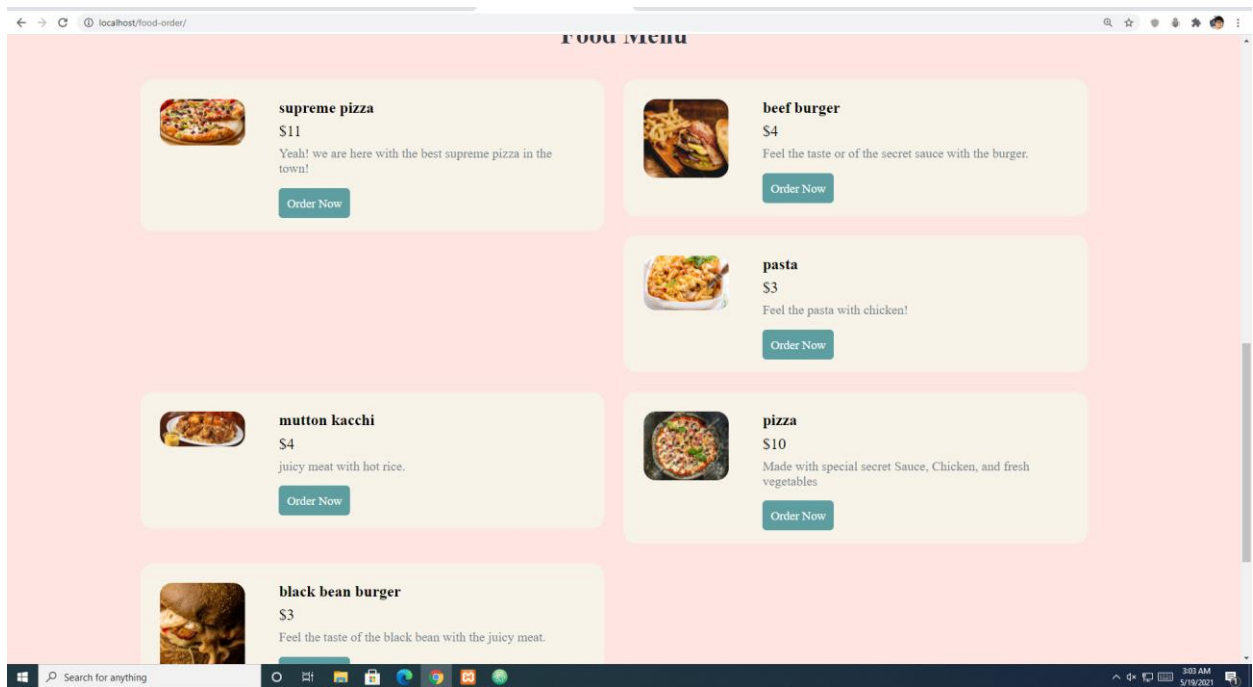 localhost/food-order/
Food Menu
supreme pizza
$11
Yeah! we are here with the best supreme pizza in the
town!
Order Now
beef burger
$4
Feel the taste or of the secret sauce with the burger.
Order Now
pasta
$3
Feel the pasta with chicken!
Order Now
mutton kacchi
$4
juicy meat with hot rice.
Order Now
pizza
$10
Made with special secret Sauce, Chicken, and fresh
vegetables
Order Now
black bean burger
$3
Feel the taste of the black bean with the juicy meat.
Search for anything
3:03 AM
5/19/2021